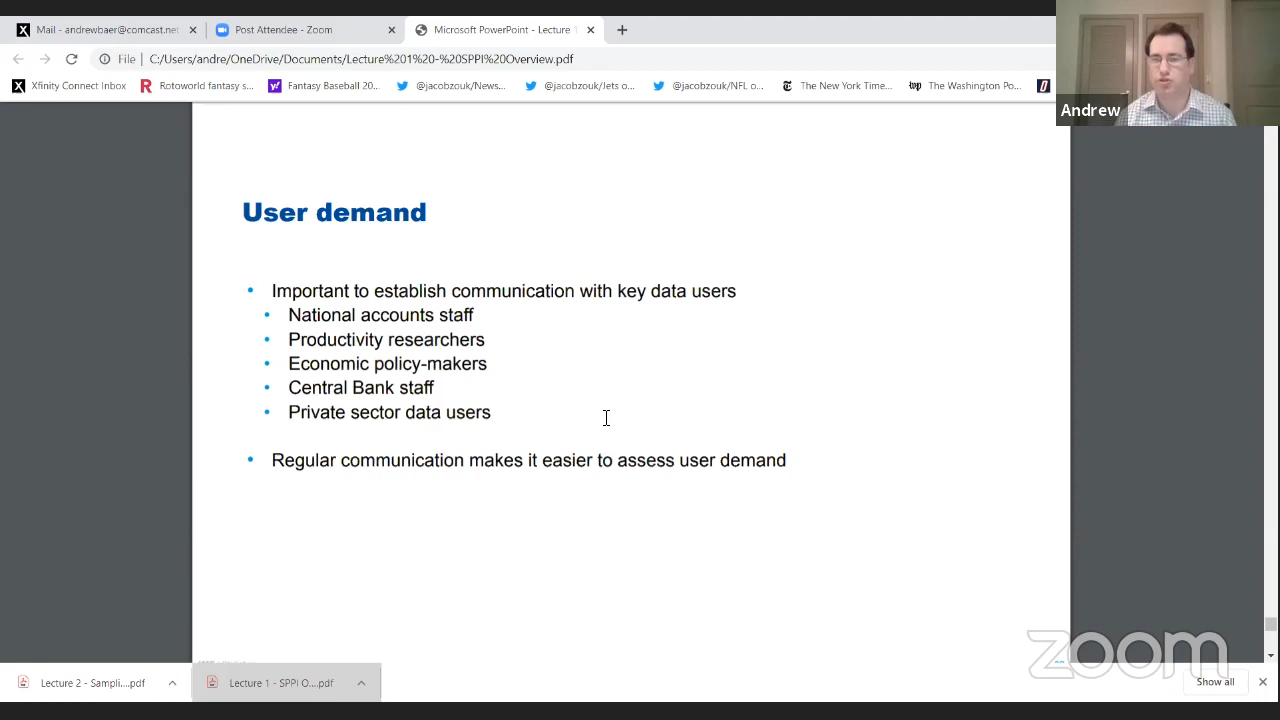 Mail - andrewbaer@comcast.net
Post Attendee - Zoom
Microsoft PowerPoint - Lecture 1
File
C:/Users/andre/OneDrive/Documents/Lecture%201%20-%20SPPI%20Overview.pdf
Xfinity Connect Inbox
Rotoworld fantasy s...
Fantasy Baseball 20...
@jacobzouk/News...
@jacobzouk/Jets o...
@jacobzouk/NFL o...
The New York Time...
The Washington Po...
Andrew
User demand
• Important to establish communication with key data users
• National accounts staff
• Productivity researchers
• Economic policy-makers
• Central Bank staff
• Private sector data users
• Regular communication makes it easier to assess user demand
zoom
Lecture 2 - Sampli....pdf
Lecture 1 - SPPI O....pdf
Show all